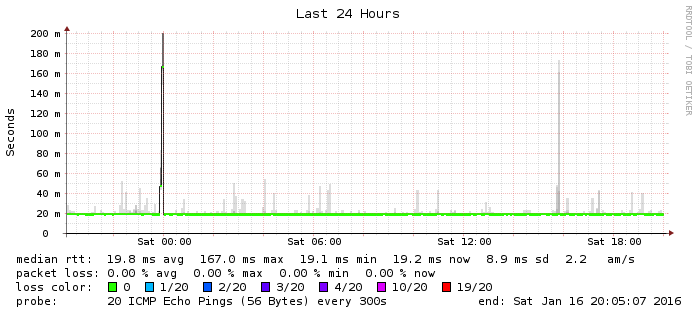 Last 24 Hours
RRDTOOL / TOBI OETIKER
Seconds
200 m
180 m
160 m
140 m
120 m
100 m
80 m
60 m
40 m
20 m
0
Sat 00:00 Sat 06:00 Sat 12:00 Sat 18:00
median rtt: 19.8 ms avg 167.0 ms max 19.1 ms min 19.2 ms now 8.9 ms sd 2.2 am/s
packet loss: 0.00 % avg 0.00 % max 0.00 % min 0.00 % now
loss color: 0 1/20 2/20 3/20 4/20 10/20 19/20
probe: 20 ICMP Echo Pings (56 Bytes) every 300s end: Sat Jan 16 20:05:07 2016